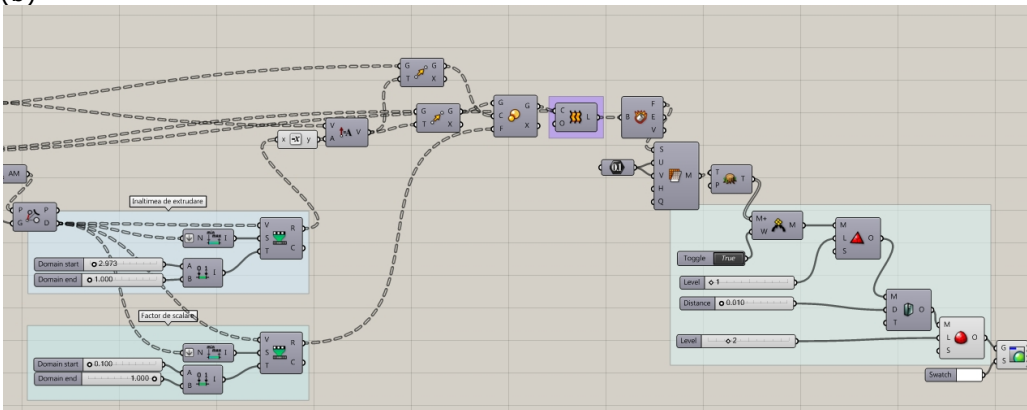 (b)
G G
T X
G G
T X
G G
C X
F
C L
O
B F
E
V
x -x y
V V
A
S
U
V M
H
Q
T T
P
AM
P P
G D
Inaltimea de extrudare
V R
S
T C
N I
Domain start 2.973
Domain end 1.000
A I
B
Factor de scalare
V R
S
T C
N I
Domain start 0.100
Domain end 1.000
A I
B
M+ M
W
Toggle True
M O
L
S
Level 1
Distance 0.010
M O
D
T
Level 2
M O
L
S
G
S
Swatch